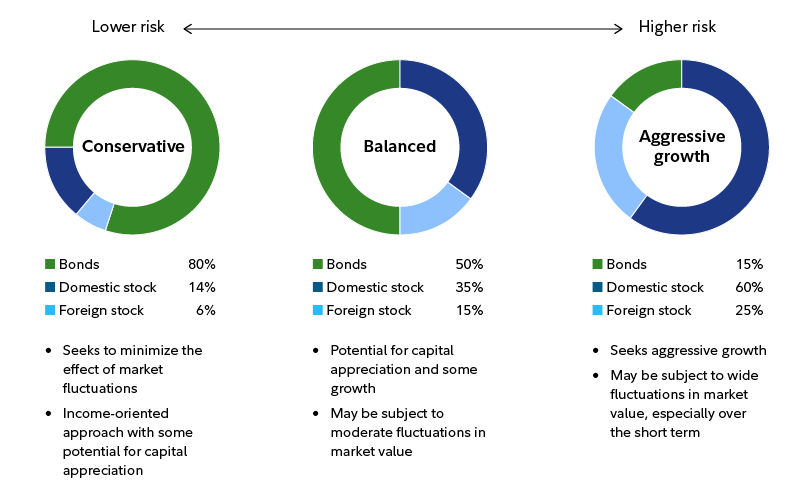 Lower risk
Higher risk
Conservative
Bonds 80%
Domestic stock 14%
Foreign stock 6%
• Seeks to minimize the
effect of market
fluctuations
• Income-oriented
approach with some
potential for capital
appreciation
Balanced
Bonds 50%
Domestic stock 35%
Foreign stock 15%
• Potential for capital
appreciation and some
growth
• May be subject to
moderate fluctuations in
market value
Aggressive
growth
Bonds 15%
Domestic stock 60%
Foreign stock 25%
• Seeks aggressive growth
• May be subject to wide
fluctuations in market
value, especially over
the short term